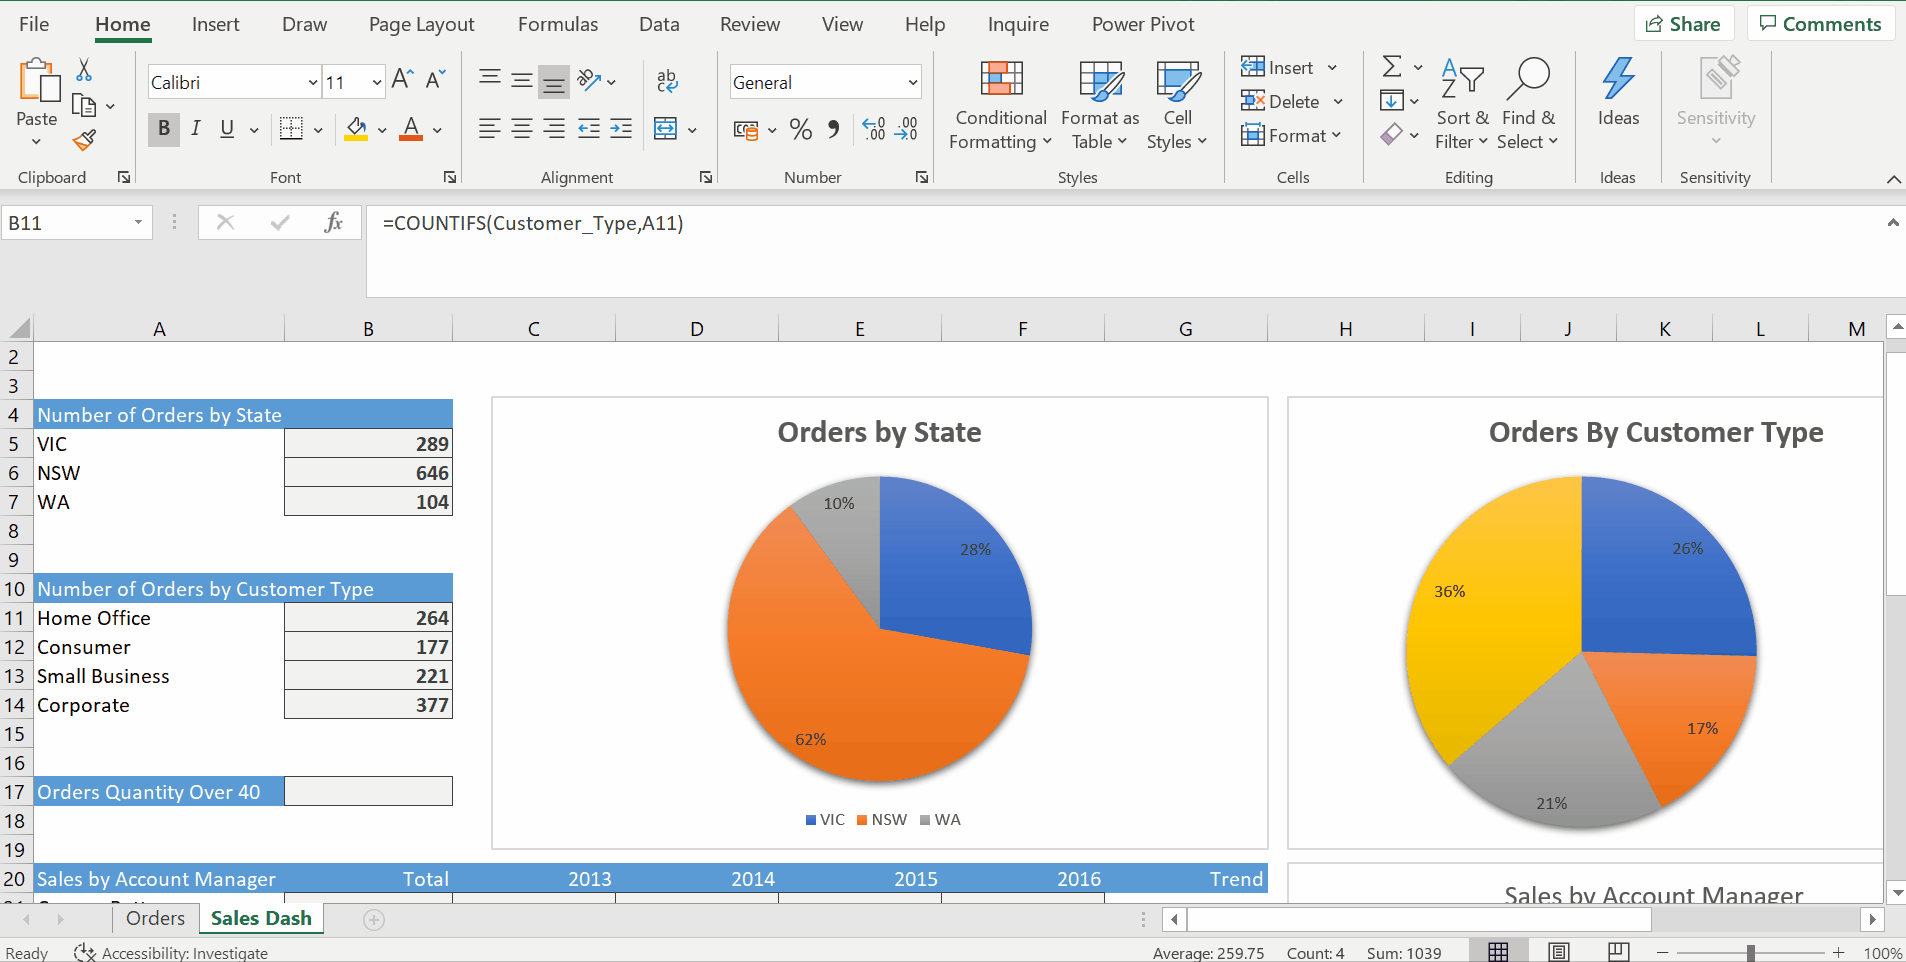 File Home Insert Draw Page Layout Formulas Data Review View Help Inquire Power Pivot Share Comments
Calibri 11 General
Paste
B I U
Conditional Formatting
Format as Table
Cell Styles
Insert
Delete
Format
Sort & Filter
Find & Select
Ideas
Sensitivity
Clipboard Font Alignment Number Styles Cells Editing Ideas Sensitivity
B11 fx =COUNTIFS(Customer_Type,A11)
A B C D E F G H I J K L M
2
3
4 Number of Orders by State
5 VIC 289
6 NSW 646
7 WA 104
8
9
10 Number of Orders by Customer Type
11 Home Office 264
12 Consumer 177
13 Small Business 221
14 Corporate 377
15
16
17 Orders Quantity Over 40
18
19
20 Sales by Account Manager Total 2013 2014 2015 2016 Trend
Orders by State
10%
28%
62%
VIC NSW WA
Orders By Customer Type
26%
36%
17%
21%
Sales by Account Manager
Orders Sales Dash
Ready Accessibility: Investigate Average: 259.75 Count: 4 Sum: 1039 100%